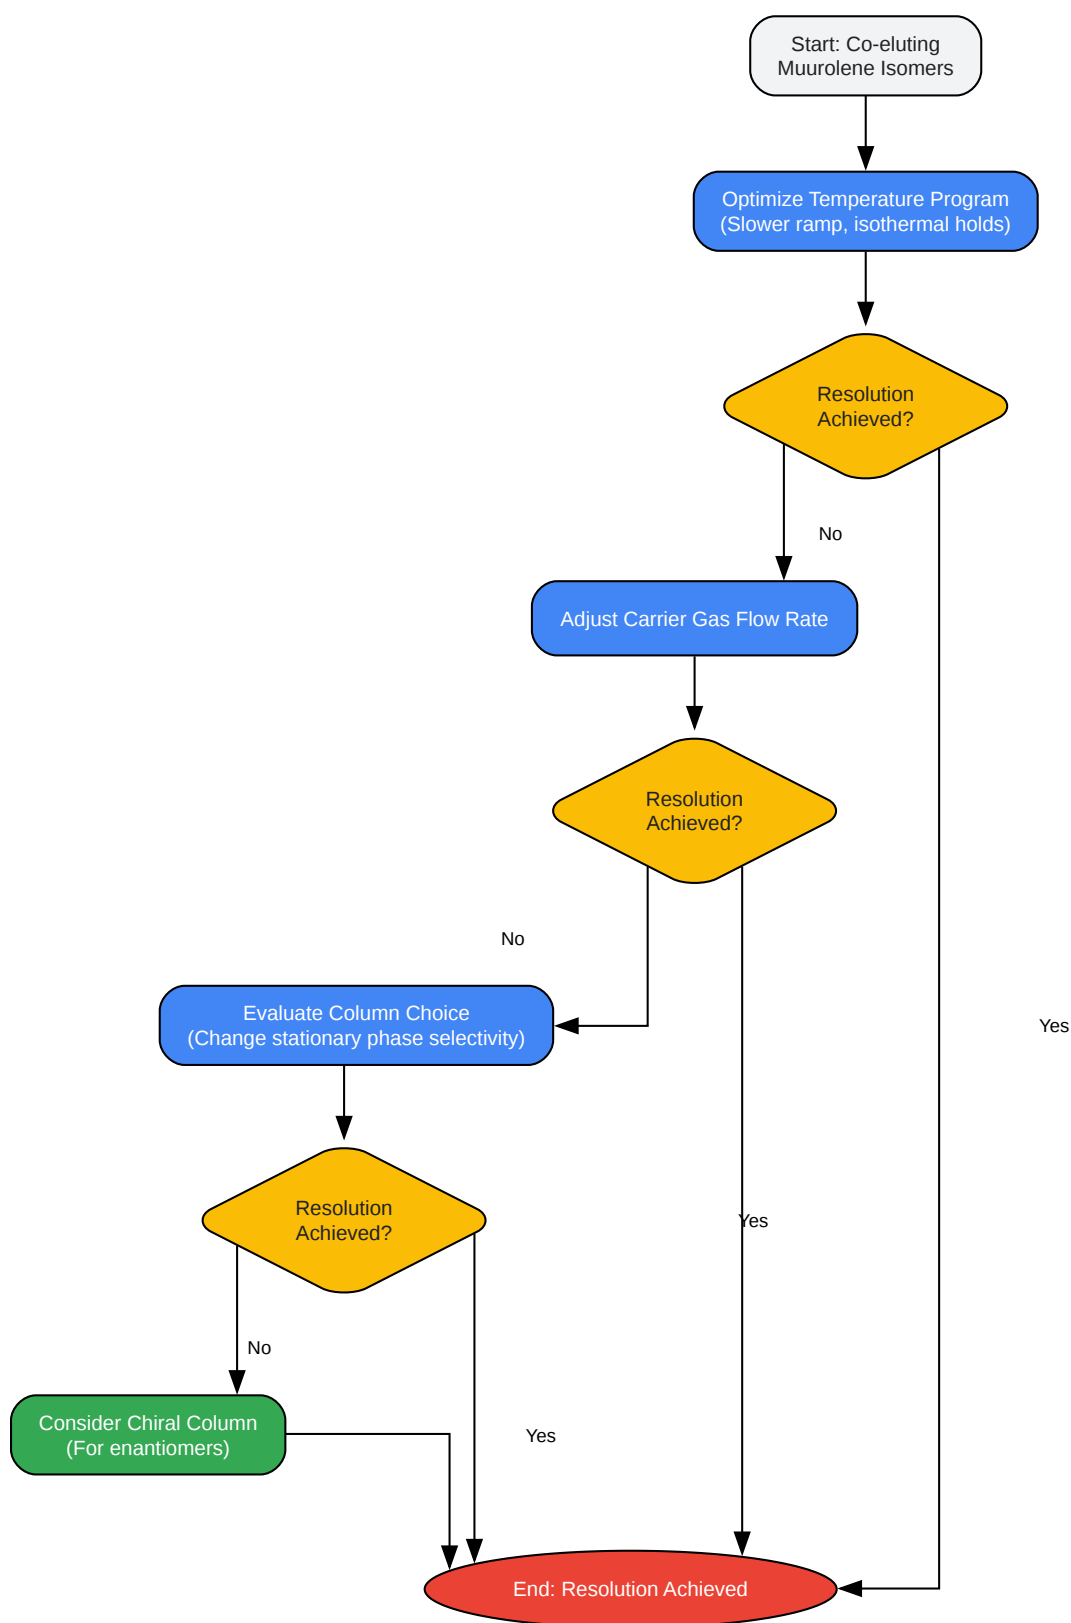 Start: Co-eluting
Muurolene Isomers
Optimize Temperature Program
(Slower ramp, isothermal holds)
Resolution
Achieved?
No
Adjust Carrier Gas Flow Rate
Resolution
Achieved?
No
Evaluate Column Choice
(Change stationary phase selectivity)
Yes
Resolution
Achieved?
Yes
No
Consider Chiral Column
(For enantiomers)
Yes
End: Resolution Achieved